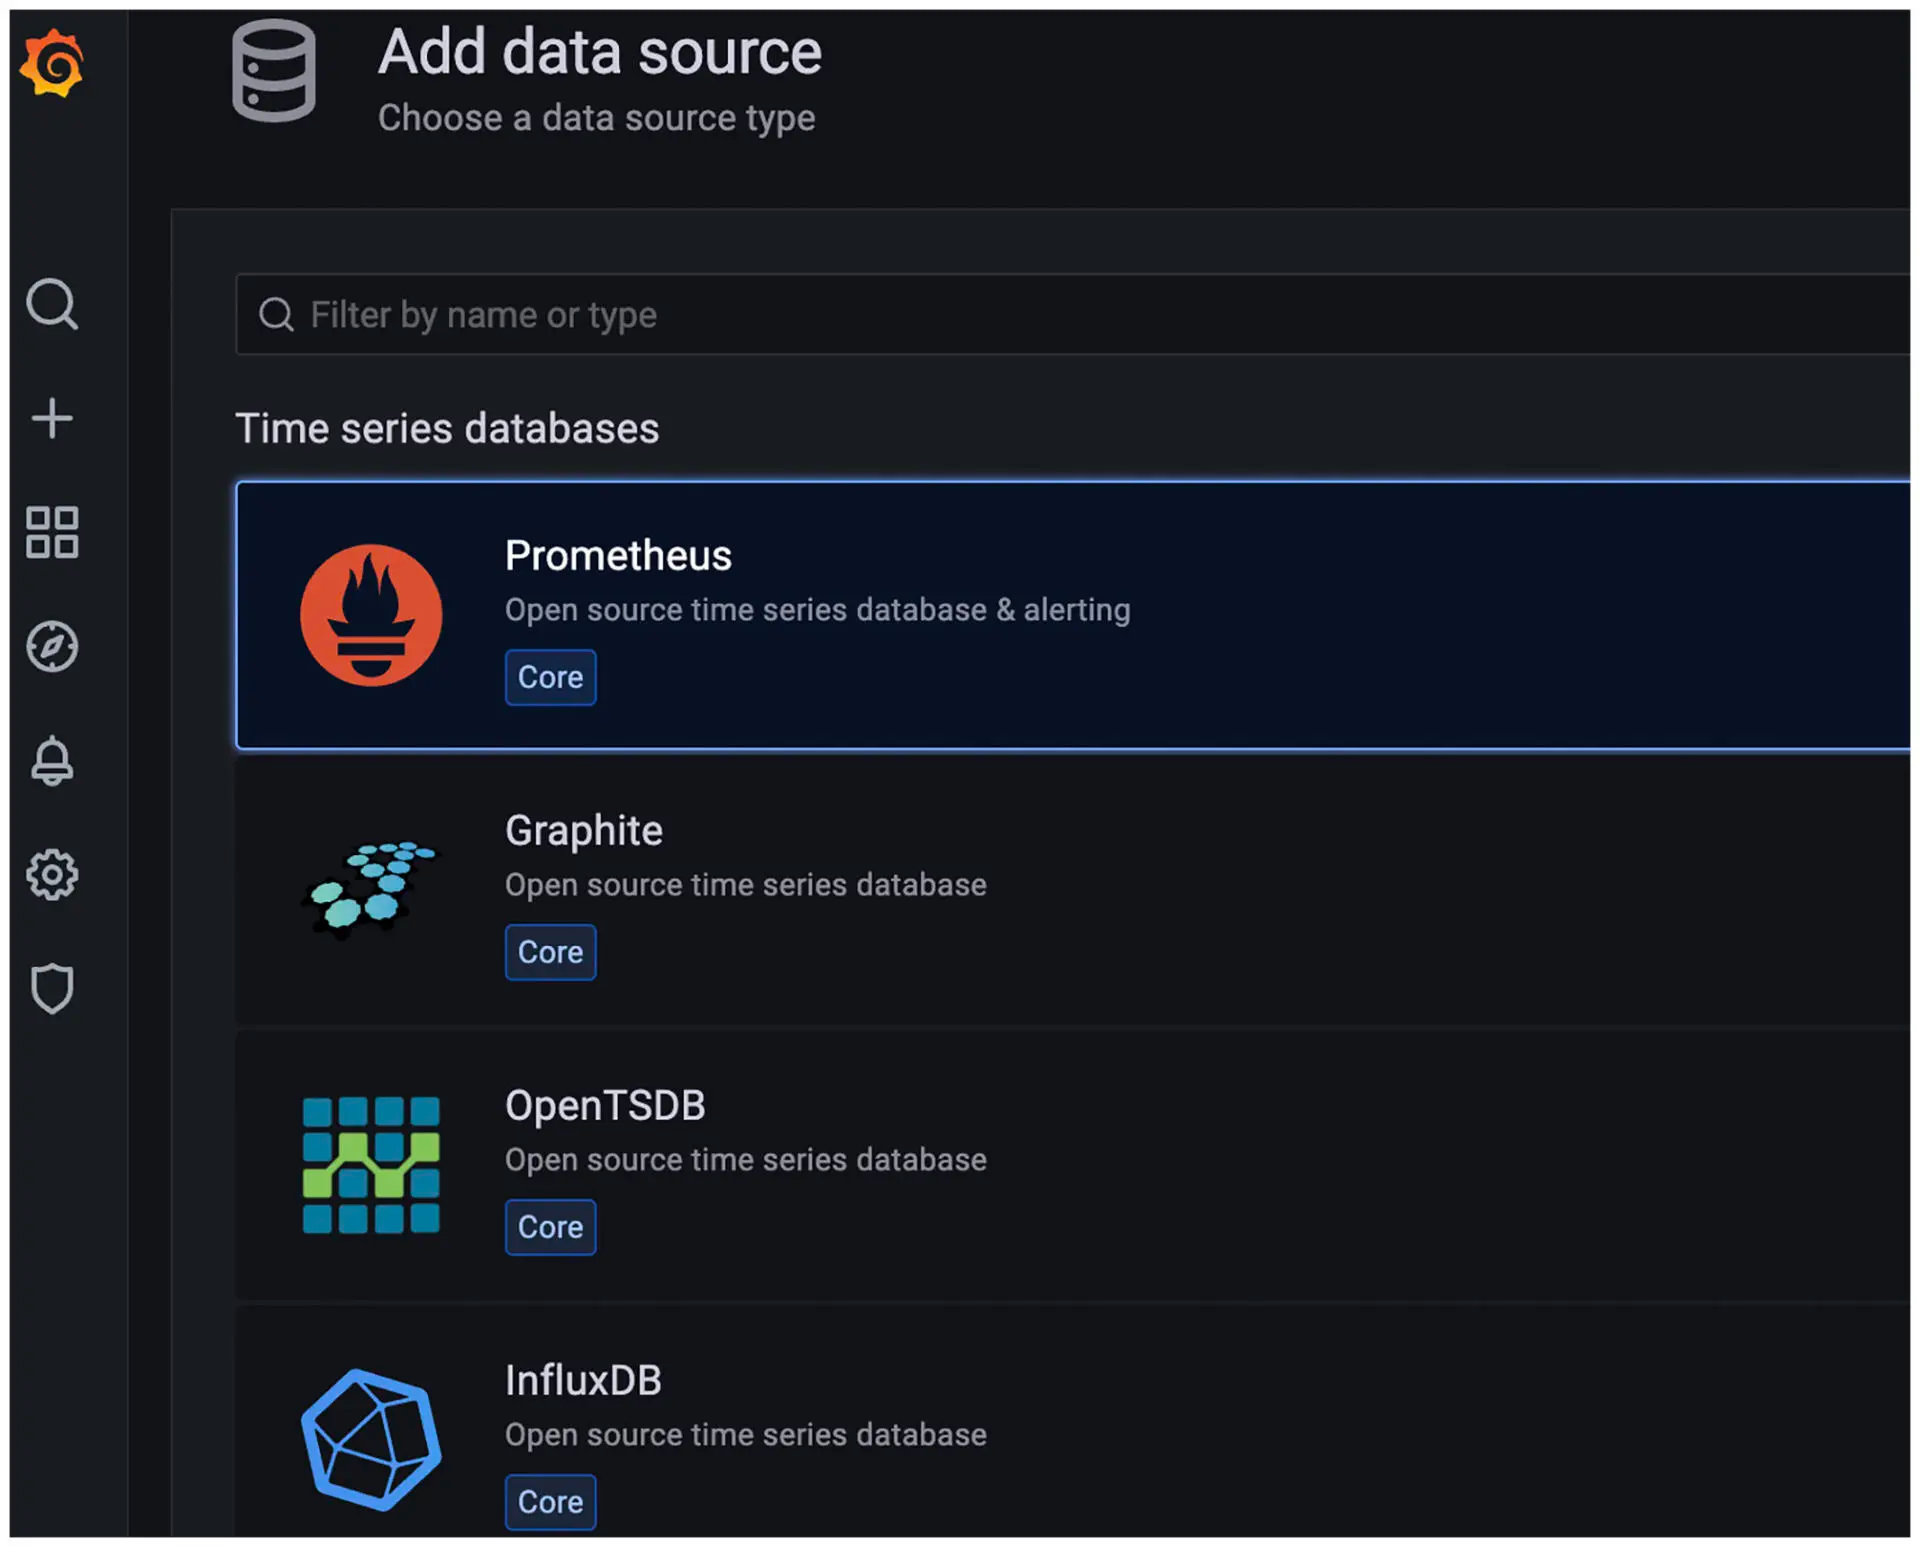 Add data source
Choose a data source type
Filter by name or type
Time series databases
Prometheus
Open source time series database & alerting
Core
Graphite
Open source time series database
Core
OpenTSDB
Open source time series database
Core
InfluxDB
Open source time series database
Core